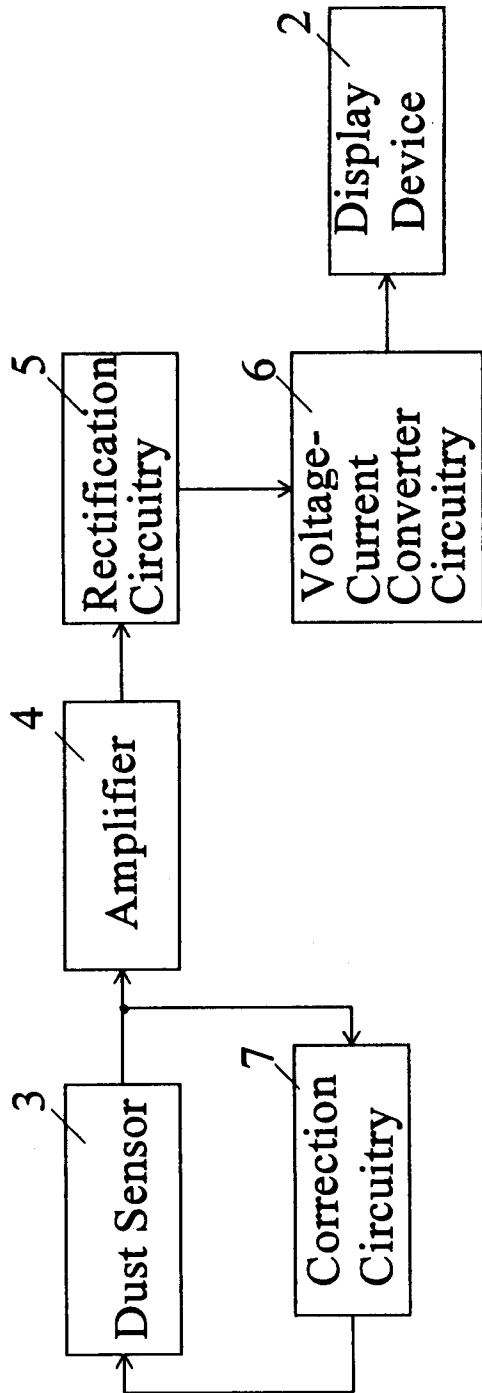 3
Dust Sensor
4
Amplifier
5
Rectification
Circuitry
7
Correction
Circuitry
6
Voltage-
Current
Converter
Circuitry
2
Display
Device